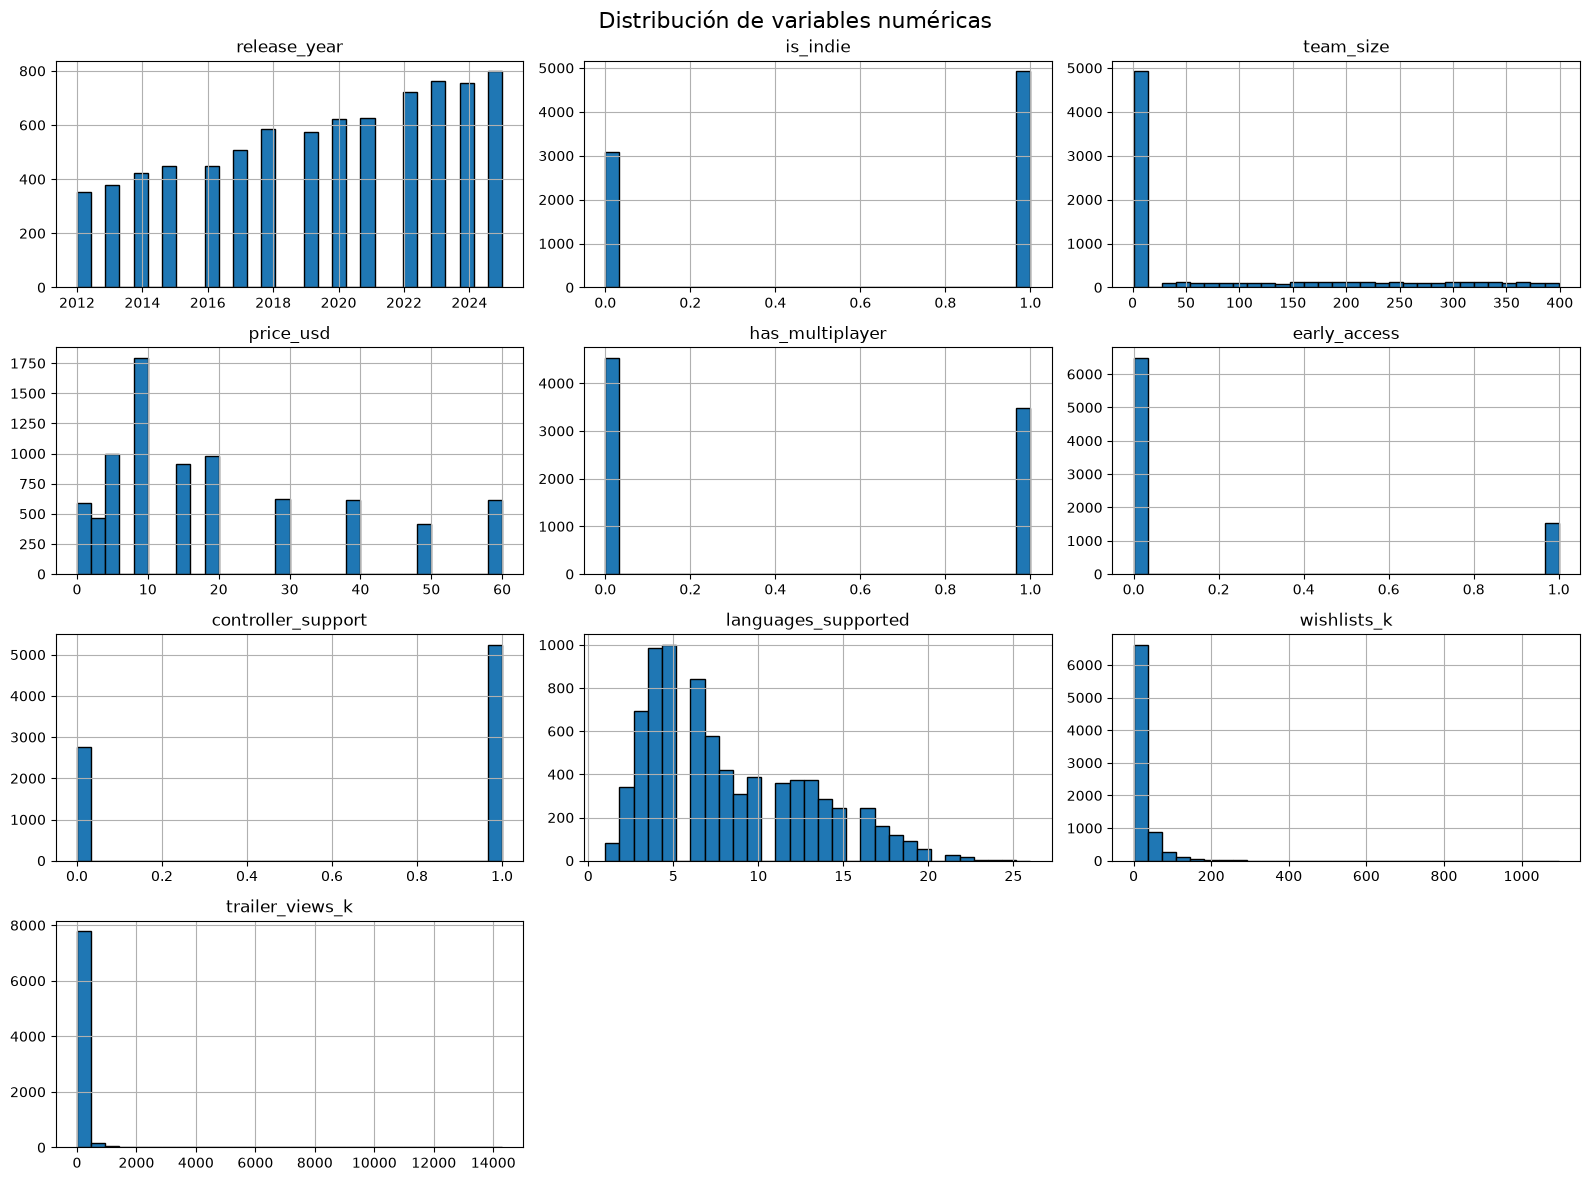 Distribución de variables numéricas
release_year
is_indie
team_size
800
600
400
200
0
2012 2014 2016 2018 2020 2022 2024
5000
4000
3000
2000
1000
0
0.0 0.2 0.4 0.6 0.8 1.0
5000
4000
3000
2000
1000
0
0 50 100 150 200 250 300 350 400
price_usd
has_multiplayer
early_access
1750
1500
1250
1000
750
500
250
0
0 10 20 30 40 50 60
4000
3000
2000
1000
0
0.0 0.2 0.4 0.6 0.8 1.0
6000
5000
4000
3000
2000
1000
0
0.0 0.2 0.4 0.6 0.8 1.0
controller_support
languages_supported
wishlists_k
5000
4000
3000
2000
1000
0
0.0 0.2 0.4 0.6 0.8 1.0
1000
800
600
400
200
0
0 5 10 15 20 25
6000
5000
4000
3000
2000
1000
0
0 200 400 600 800 1000
trailer_views_k
8000
6000
4000
2000
0
0 2000 4000 6000 8000 10000 12000 14000